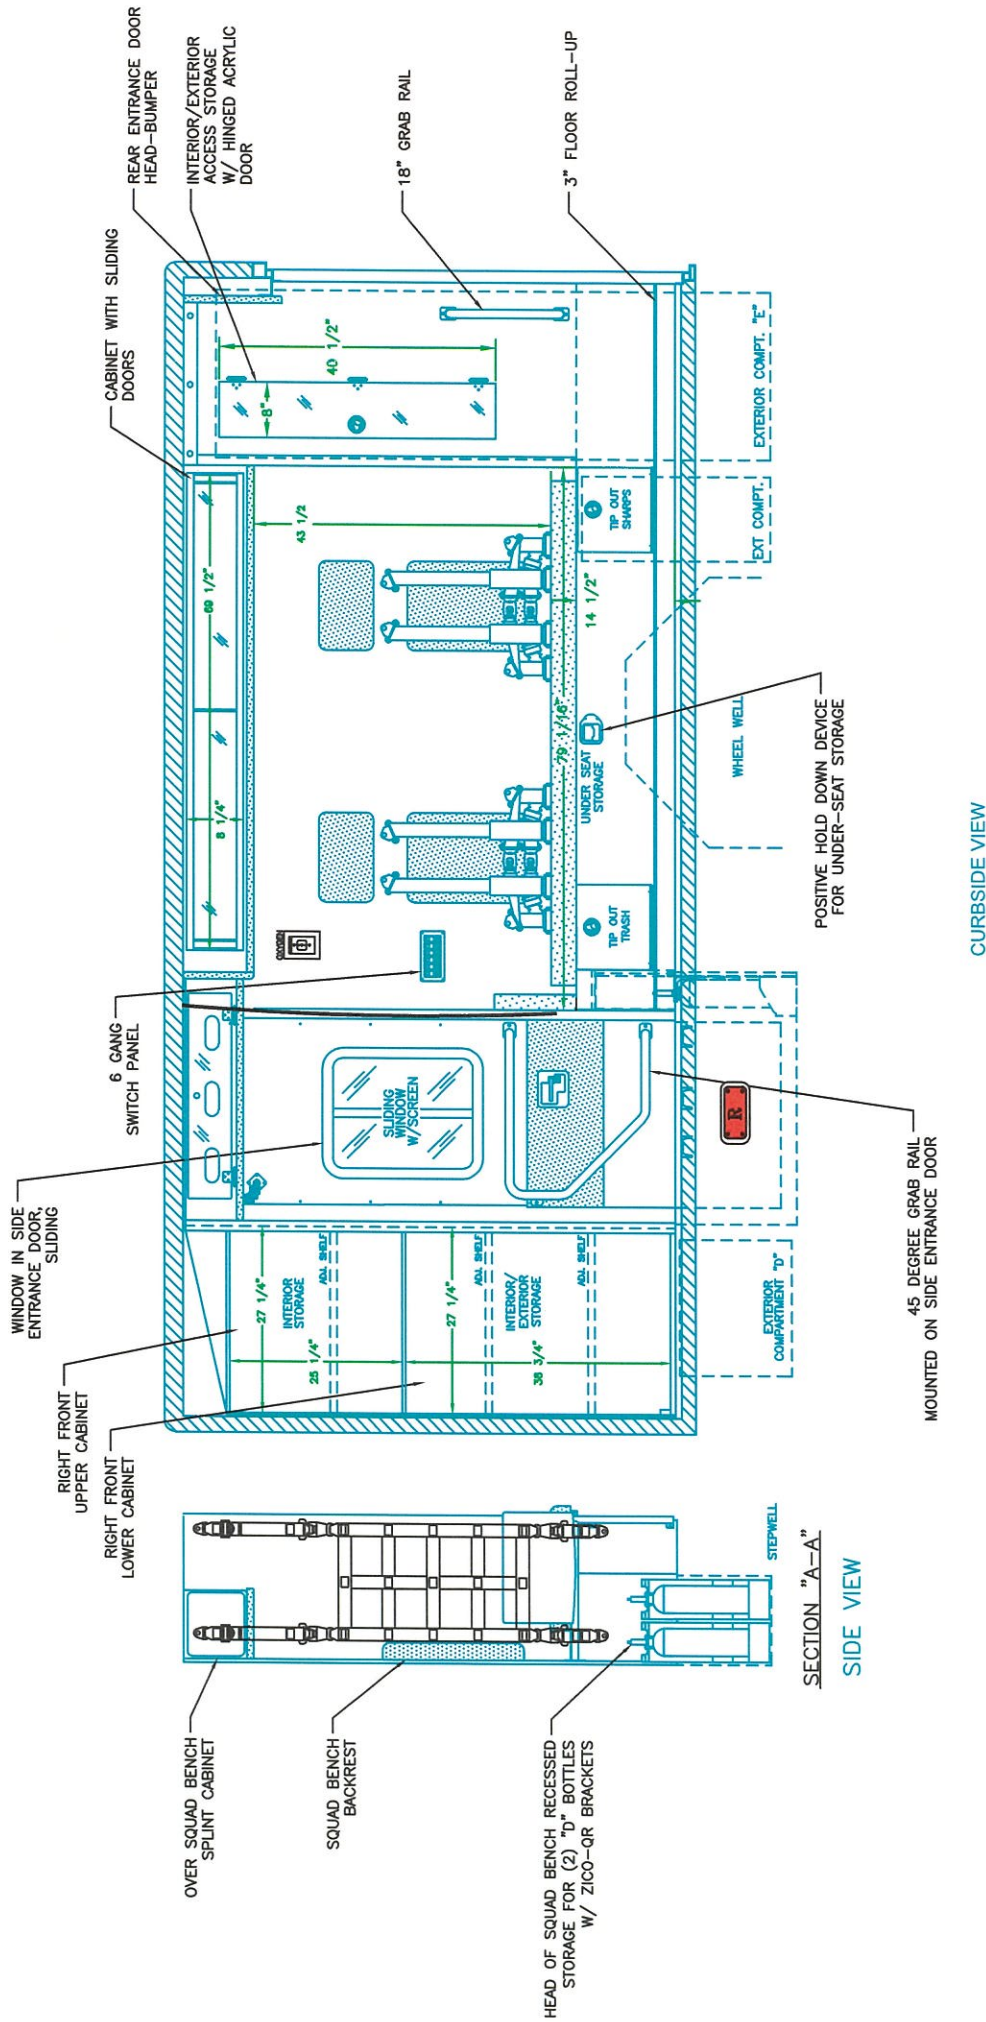 OVER SQUAD BENCH
SPLINT CABINET
SQUAD BENCH
BACKREST
HEAD OF SQUAD BENCH RECESSED
STORAGE FOR (2) "D" BOTTLES
W/ ZICO-QR BRACKETS
STEPWELL
SECTION "A-A"
SIDE VIEW
RIGHT FRONT
UPPER CABINET
RIGHT FRONT
LOWER CABINET
WINDOW IN SIDE
ENTRANCE DOOR,
SLIDING
6 GANG
SWITCH PANEL
CABINET WITH SLIDING
DOORS
REAR ENTRANCE DOOR
HEAD-BUMPER
INTERIOR/EXTERIOR
ACCESS STORAGE
W/ HINGED ACRYLIC
DOOR
18" GRAB RAIL
3" FLOOR ROLL-UP
27 1/4"
INTERIOR
STORAGE
25 1/4"
ADJ. SHELF
27 1/4"
ADJ. SHELF
INTERIOR/
EXTERIOR
STORAGE
38 3/4"
ADJ. SHELF
EXTERIOR
COMPARTMENT "D"
SLIDING
WINDOW
W/SCREEN
R
OXYGEN
8 1/4"
69 1/2"
43 1/2
40 1/2"
8"
79 1/16"
14 1/2"
TIP OUT
TRASH
UNDER SEAT
STORAGE
TIP OUT
SHARPS
WHEEL WELL
EXT COMPT.
EXTERIOR COMPT. "E"
45 DEGREE GRAB RAIL
MOUNTED ON SIDE ENTRANCE DOOR
POSITIVE HOLD DOWN DEVICE
FOR UNDER-SEAT STORAGE
CURBSIDE VIEW